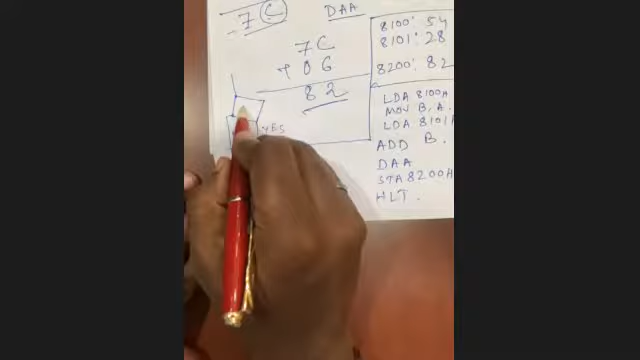 7C
DAA
7C
+ 06
82
YES
8100: 54
8101: 28
8200: 82
LDA 8100H
MOV B, A.
LDA 8101H
ADD B.
DAA
STA 8200H
HLT.